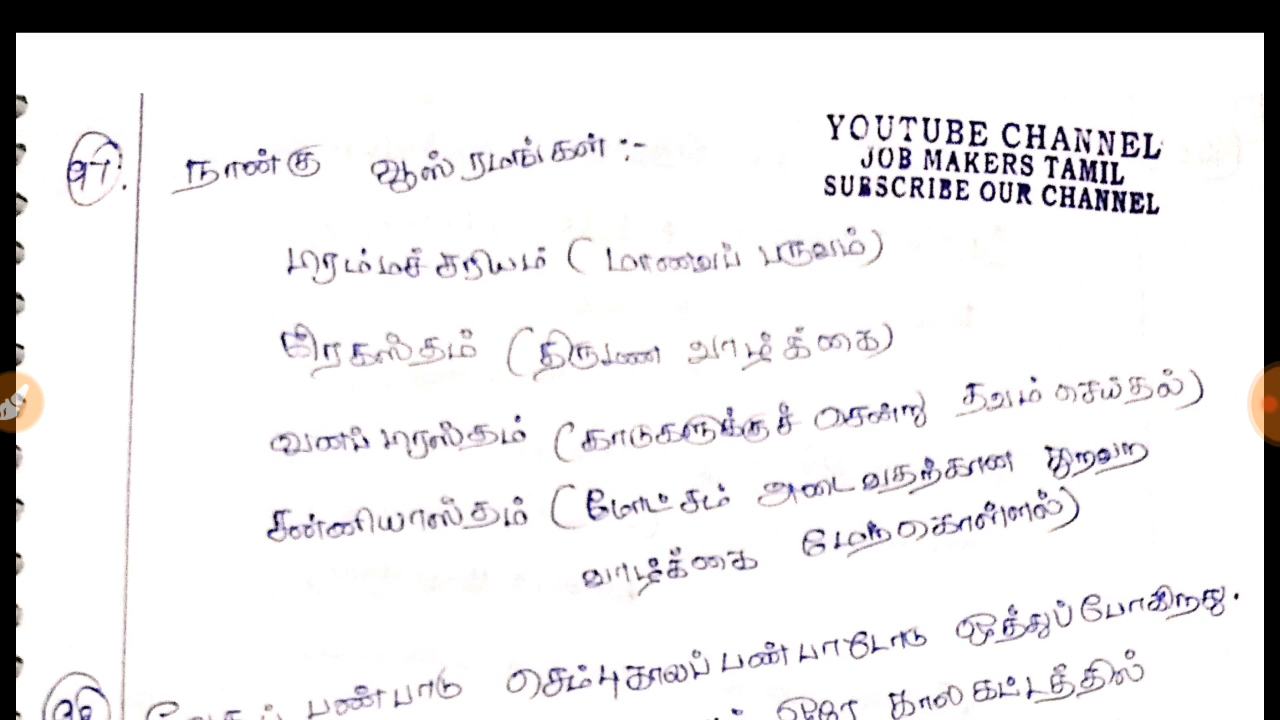 97. நான்கு ஆஸ்ரமங்கள் :-
YOUTUBE CHANNEL
JOB MAKERS TAMIL
SUBSCRIBE OUR CHANNEL
பிரம்மச்சரியம் (மாணவப் பருவம்)
கிரகஸ்தம் (திருமண வாழ்க்கை)
வனப்பிரஸ்தம் (காடுகளுக்குச் சென்று தவம் செய்தல்)
சன்னியாஸ்தம் (மோட்சம் அடைவதற்கான துறவற
வாழ்க்கை மேற்கொள்ளல்)
பண்பாடு செம்புகாலப் பண்பாடோடு ஒத்துப்போகிறது.
ஒரே காலகட்டத்தில்